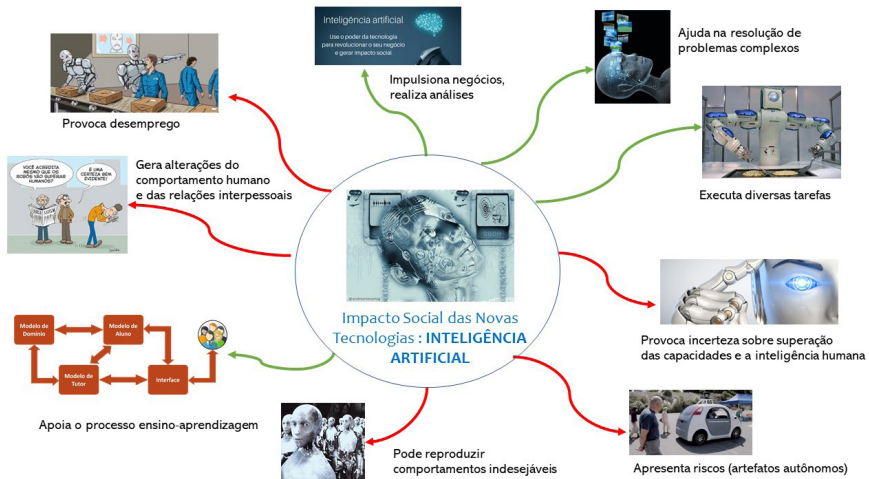 Inteligência artificial
Use o poder da tecnologia
para revolucionar o seu negócio
e gerar impacto social
Impulsiona negócios,
realiza análises
Ajuda na resolução de
problemas complexos
Provoca desemprego
VOCÊ ACREDITA
MESMO QUE OS
ROBÔS VÃO SUPERAR
HUMANOS?
É UMA
CERTEZA BEM
EVIDENTE!
Gera alterações do
comportamento humano
e das relações interpessoais
Executa diversas tarefas
Impacto Social das Novas
Tecnologias : INTELIGÊNCIA
ARTIFICIAL
Provoca incerteza sobre superação
das capacidades e a inteligência humana
Modelo de
Domínio
Modelo de
Aluno
Modelo de
Tutor
Interface
Apoia o processo ensino-aprendizagem
Pode reproduzir
comportamentos indesejáveis
Apresenta riscos (artefatos autônomos)